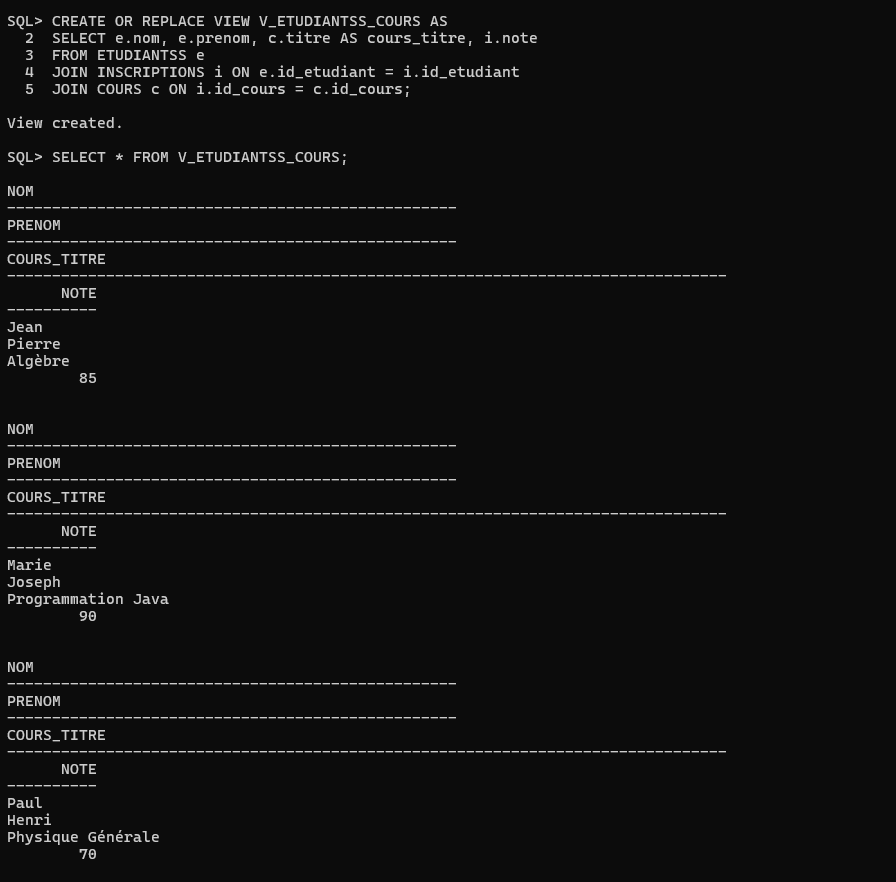 SQL> CREATE OR REPLACE VIEW V_ETUDIANTSS_COURS AS
  2  SELECT e.nom, e.prenom, c.titre AS cours_titre, i.note
  3  FROM ETUDIANTSS e
  4  JOIN INSCRIPTIONS i ON e.id_etudiant = i.id_etudiant
  5  JOIN COURS c ON i.id_cours = c.id_cours;

View created.

SQL> SELECT * FROM V_ETUDIANTSS_COURS;

NOM
--------------------------------------------------
PRENOM
--------------------------------------------------
COURS_TITRE
--------------------------------------------------------------------------------
      NOTE
----------
Jean
Pierre
Algèbre
        85


NOM
--------------------------------------------------
PRENOM
--------------------------------------------------
COURS_TITRE
--------------------------------------------------------------------------------
      NOTE
----------
Marie
Joseph
Programmation Java
        90


NOM
--------------------------------------------------
PRENOM
--------------------------------------------------
COURS_TITRE
--------------------------------------------------------------------------------
      NOTE
----------
Paul
Henri
Physique Générale
        70